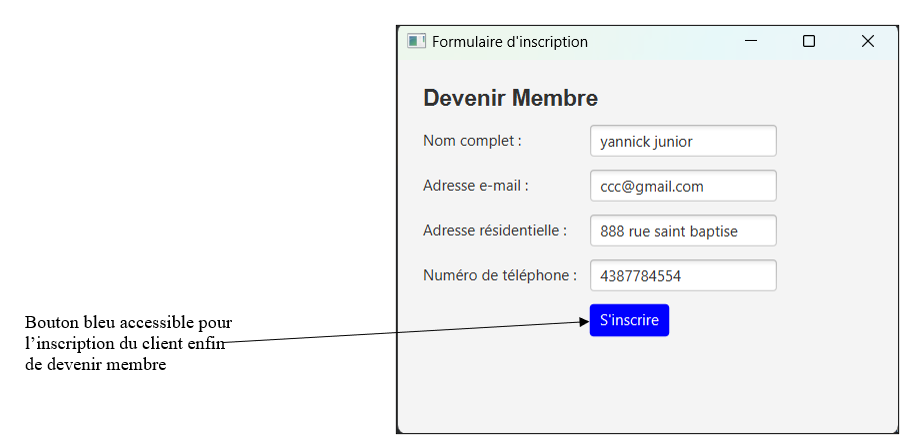 Formulaire d'inscription
Devenir Membre
Nom complet :
yannick junior
Adresse e-mail :
ccc@gmail.com
Adresse résidentielle :
888 rue saint baptise
Numéro de téléphone :
4387784554
S'inscrire
Bouton bleu accessible pour
l’inscription du client enfin
de devenir membre